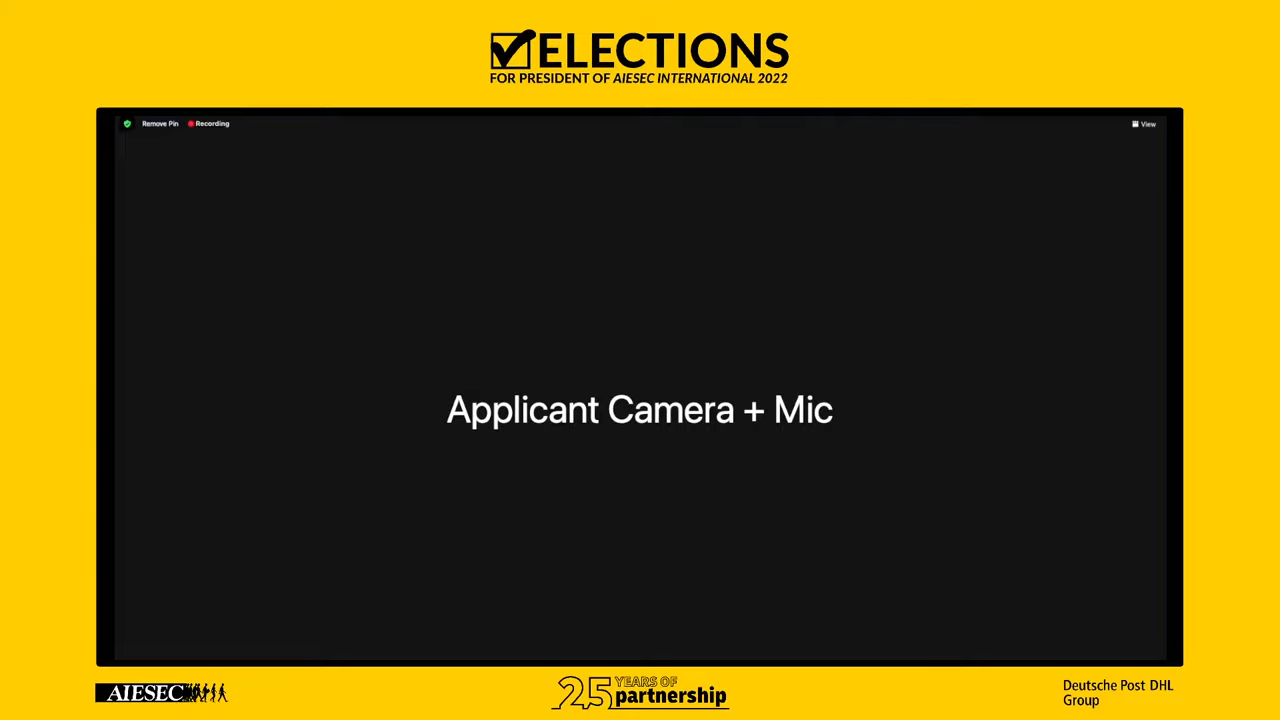 ELECTIONS
FOR PRESIDENT OF AIESEC INTERNATIONAL 2022
Remove Pin Recording View
Applicant Camera + Mic
AIESEC
25 YEARS OF partnership
Deutsche Post DHL
Group